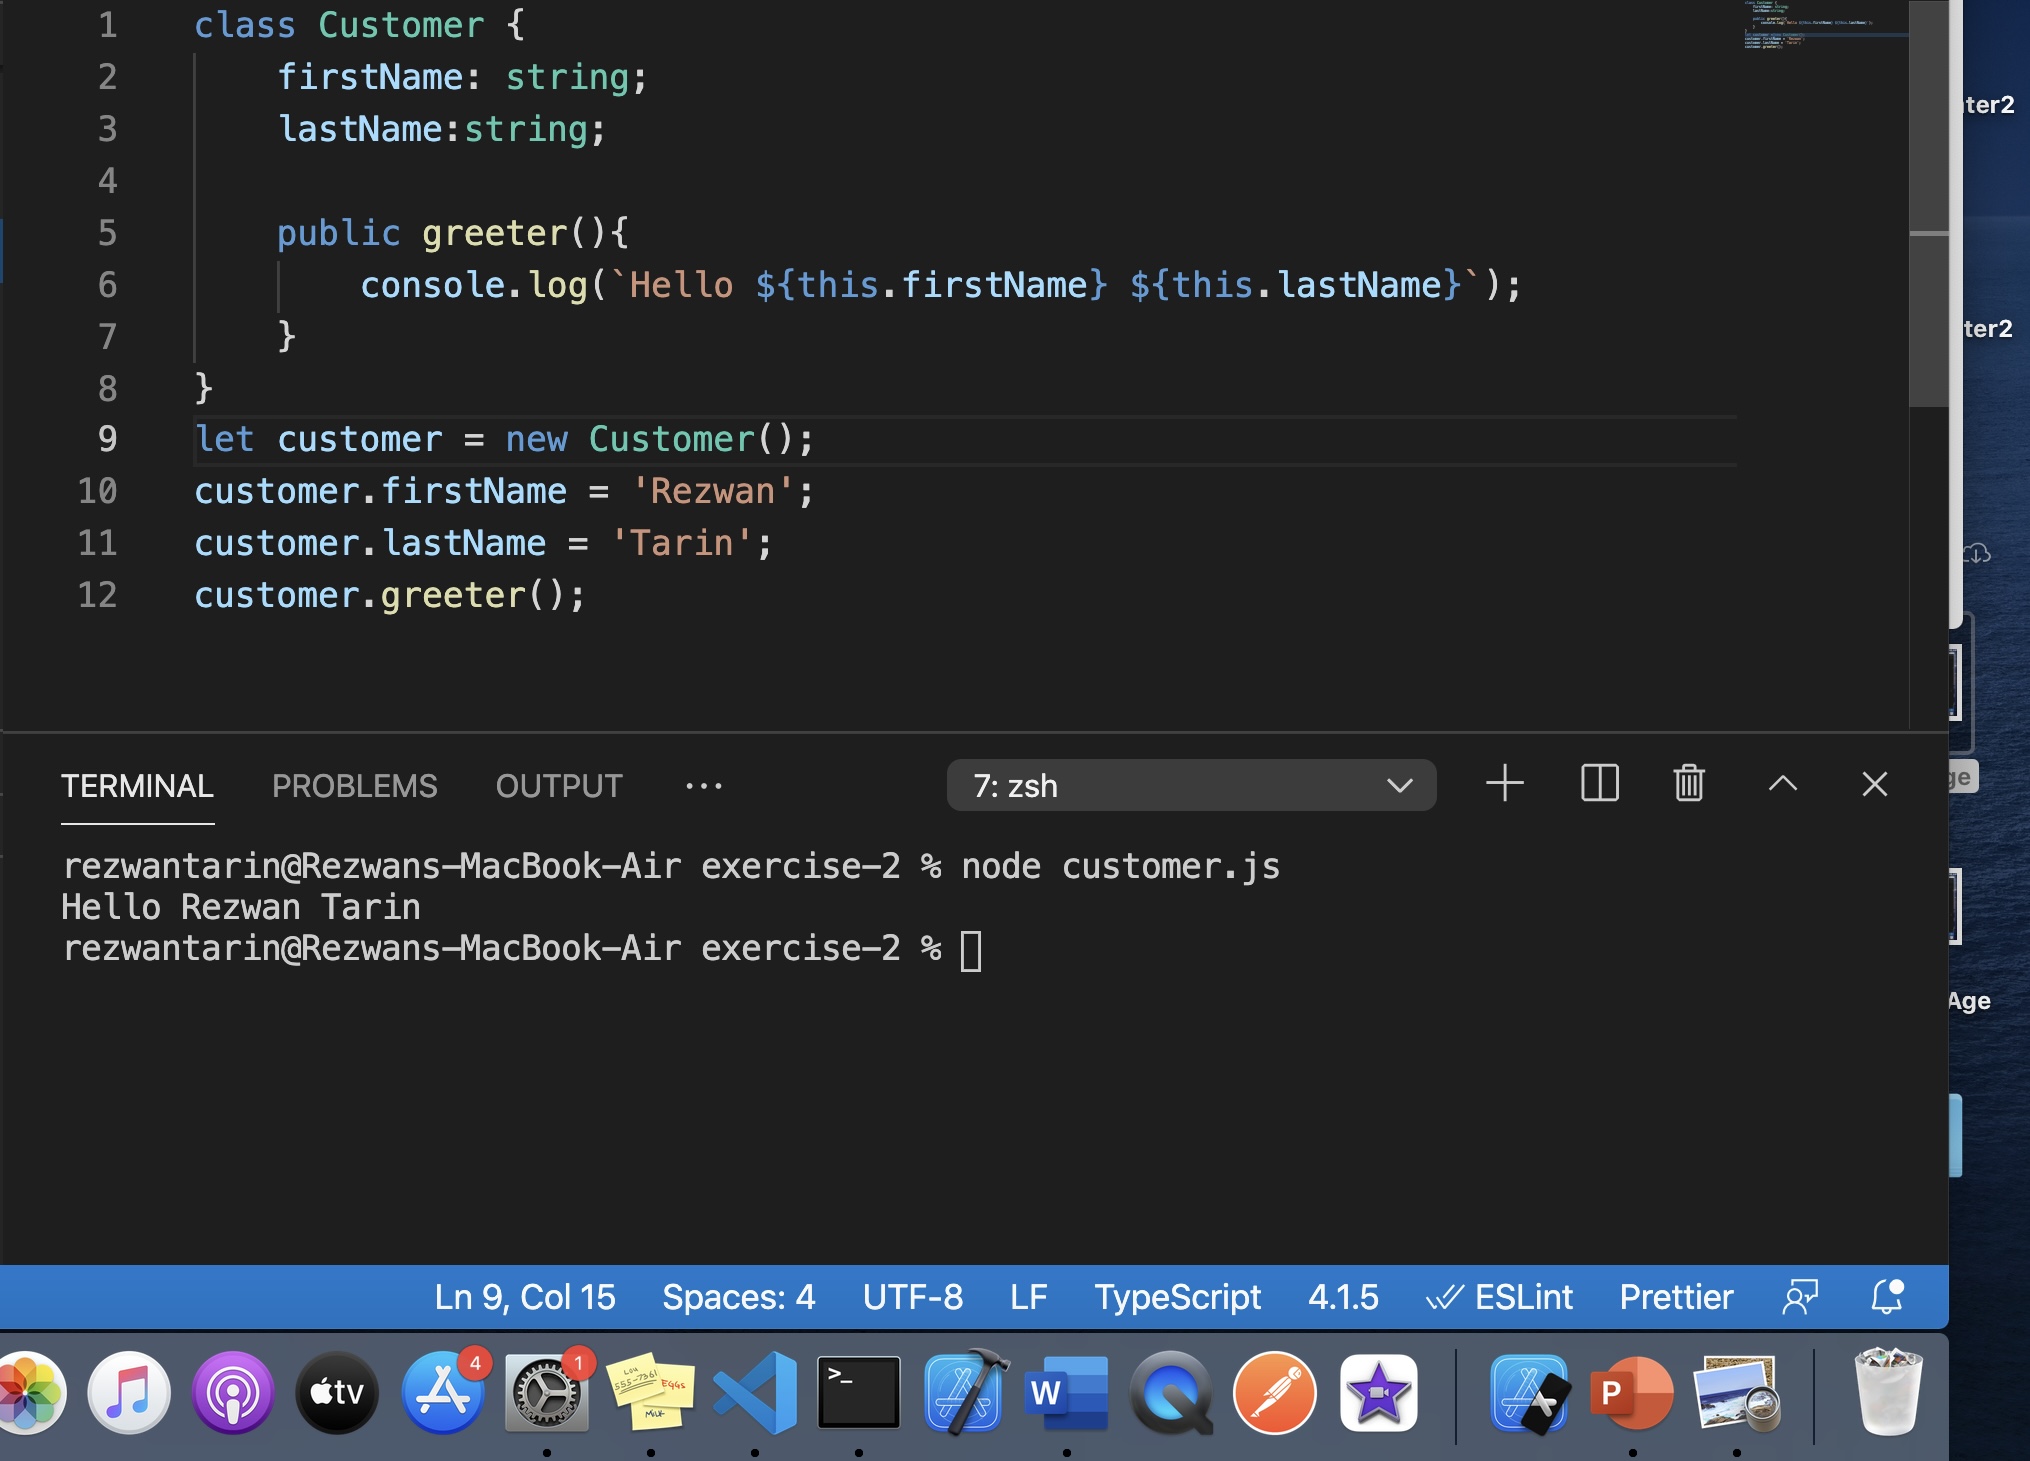 1 class Customer {
2 firstName: string;
3 lastName:string;
4
5 public greeter(){
6 console.log(`Hello ${this.firstName} ${this.lastName}`);
7 }
8 }
9 let customer = new Customer();
10 customer.firstName = 'Rezwan';
11 customer.lastName = 'Tarin';
12 customer.greeter();
ter2
ter2
ge
Age
TERMINAL PROBLEMS OUTPUT ··· 7: zsh
rezwantarin@Rezwans-MacBook-Air exercise-2 % node customer.js
Hello Rezwan Tarin
rezwantarin@Rezwans-MacBook-Air exercise-2 %
Ln 9, Col 15 Spaces: 4 UTF-8 LF TypeScript 4.1.5 ESLint Prettier
tv 4 1 555-7361 EGGS MILK >_ W P